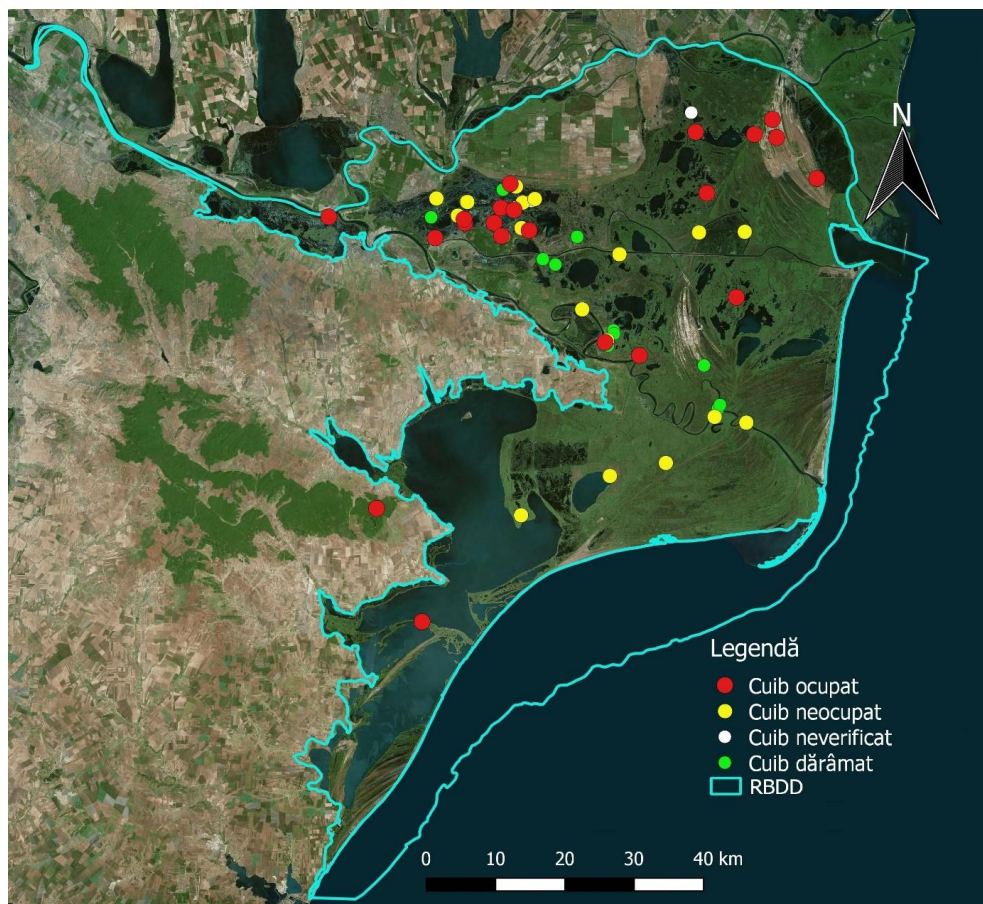 N
Legendă
Cuib ocupat
Cuib neocupat
Cuib neverificat
Cuib dărâmat
RBDD
0 10 20 30 40 km